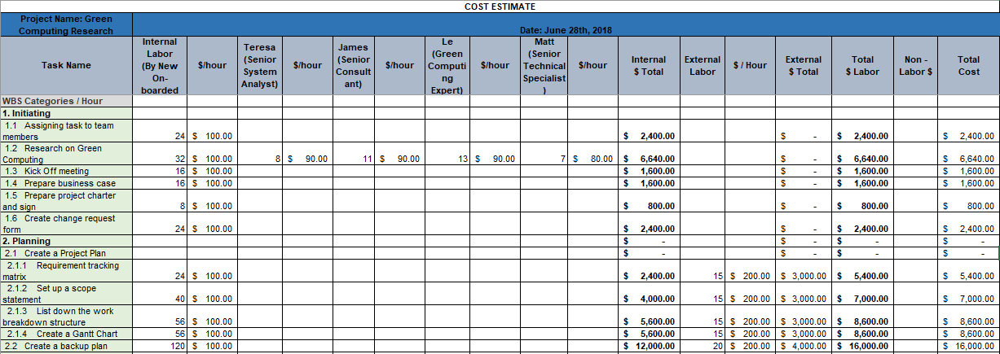 COST ESTIMATE
Project Name: Green
Computing Research
Date: June 28th, 2018
Task Name
Internal
Labor
(By New
On-
boarded
$/hour
Teresa
(Senior
System
Analyst)
$/hour
James
(Senior
Consult
ant)
$/hour
Le
(Green
Computi
ng
Expert)
$/hour
Matt
(Senior
Technical
Specialist
)
$/hour
Internal
$ Total
External
Labor
$ / Hour
External
$ Total
Total
$ Labor
Non -
Labor $
Total
Cost
WBS Categories / Hour
1. Initiating
1.1 Assigning task to team
members 24 $ 100.00 $ 2,400.00 $ - $ 2,400.00 $ 2,400.00
1.2 Research on Green
Computing 32 $ 100.00 8 $ 90.00 11 $ 90.00 13 $ 90.00 7 $ 80.00 $ 6,640.00 $ - $ 6,640.00 $ 6,640.00
1.3 Kick Off meeting 16 $ 100.00 $ 1,600.00 $ - $ 1,600.00 $ 1,600.00
1.4 Prepare business case 16 $ 100.00 $ 1,600.00 $ - $ 1,600.00 $ 1,600.00
1.5 Prepare project charter
and sign 8 $ 100.00 $ 800.00 $ - $ 800.00 $ 800.00
1.6 Create change request
form 24 $ 100.00 $ 2,400.00 $ - $ 2,400.00 $ 2,400.00
2. Planning $ - $ - $ - $ -
2.1 Create a Project Plan $ - $ - $ - $ -
2.1.1 Requirement tracking
matrix 24 $ 100.00 $ 2,400.00 15 $ 200.00 $ 3,000.00 $ 5,400.00 $ 5,400.00
2.1.2 Set up a scope
statement 40 $ 100.00 $ 4,000.00 15 $ 200.00 $ 3,000.00 $ 7,000.00 $ 7,000.00
2.1.3 List down the work
breakdown structure 56 $ 100.00 $ 5,600.00 15 $ 200.00 $ 3,000.00 $ 8,600.00 $ 8,600.00
2.1.4 Create a Gantt Chart 56 $ 100.00 $ 5,600.00 15 $ 200.00 $ 3,000.00 $ 8,600.00 $ 8,600.00
2.2 Create a backup plan 120 $ 100.00 $ 12,000.00 20 $ 200.00 $ 4,000.00 $ 16,000.00 $ 16,000.00